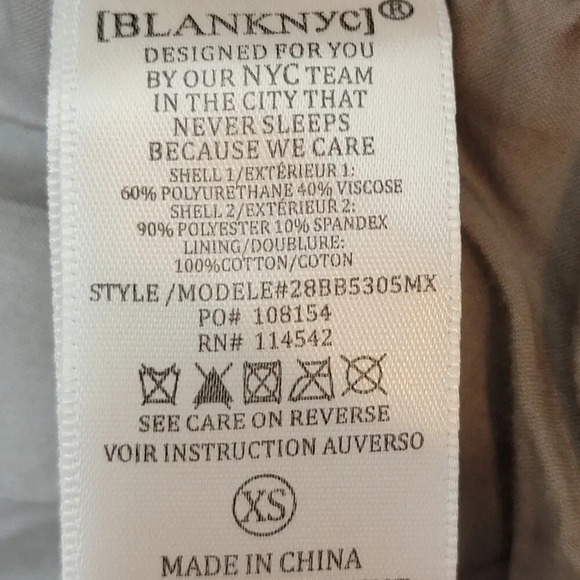 [BLANKNYC]®
DESIGNED FOR YOU
BY OUR NYC TEAM
IN THE CITY THAT
NEVER SLEEPS
BECAUSE WE CARE
SHELL 1/EXTÉRIEUR 1:
60% POLYURETHANE 40% VISCOSE
SHELL 2/EXTÉRIEUR 2:
90% POLYESTER 10% SPANDEX
LINING/DOUBLURE:
100%COTTON/COTON
STYLE/MODELE#28BB5305MX
PO# 108154
RN# 114542
SEE CARE ON REVERSE
VOIR INSTRUCTION AUVERSO
XS
MADE IN CHINA